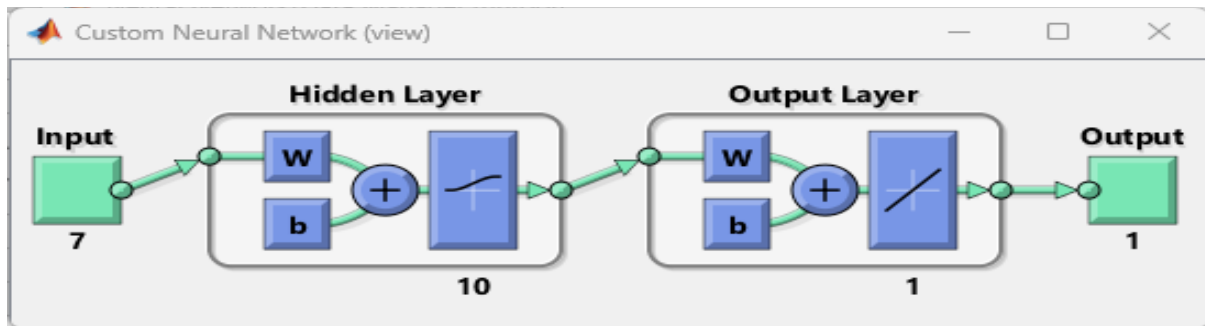 Custom Neural Network (view)
Hidden Layer
Output Layer
Input
Output
W
W
b
b
7
1
10
1